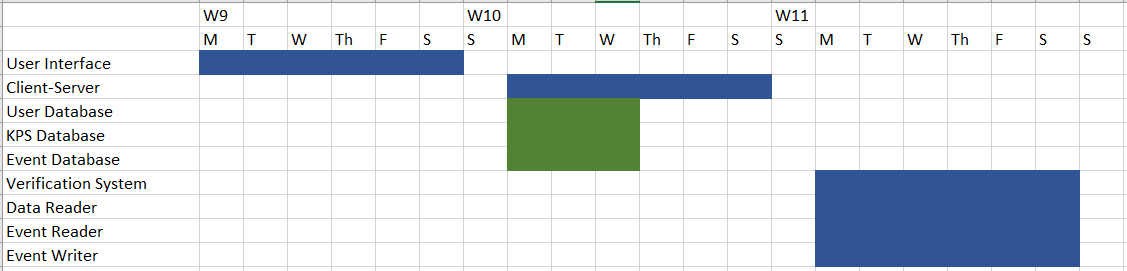 W9 W10 W11
M T W Th F S S M T W Th F S S M T W Th F S S
User Interface
Client-Server
User Database
KPS Database
Event Database
Verification System
Data Reader
Event Reader
Event Writer